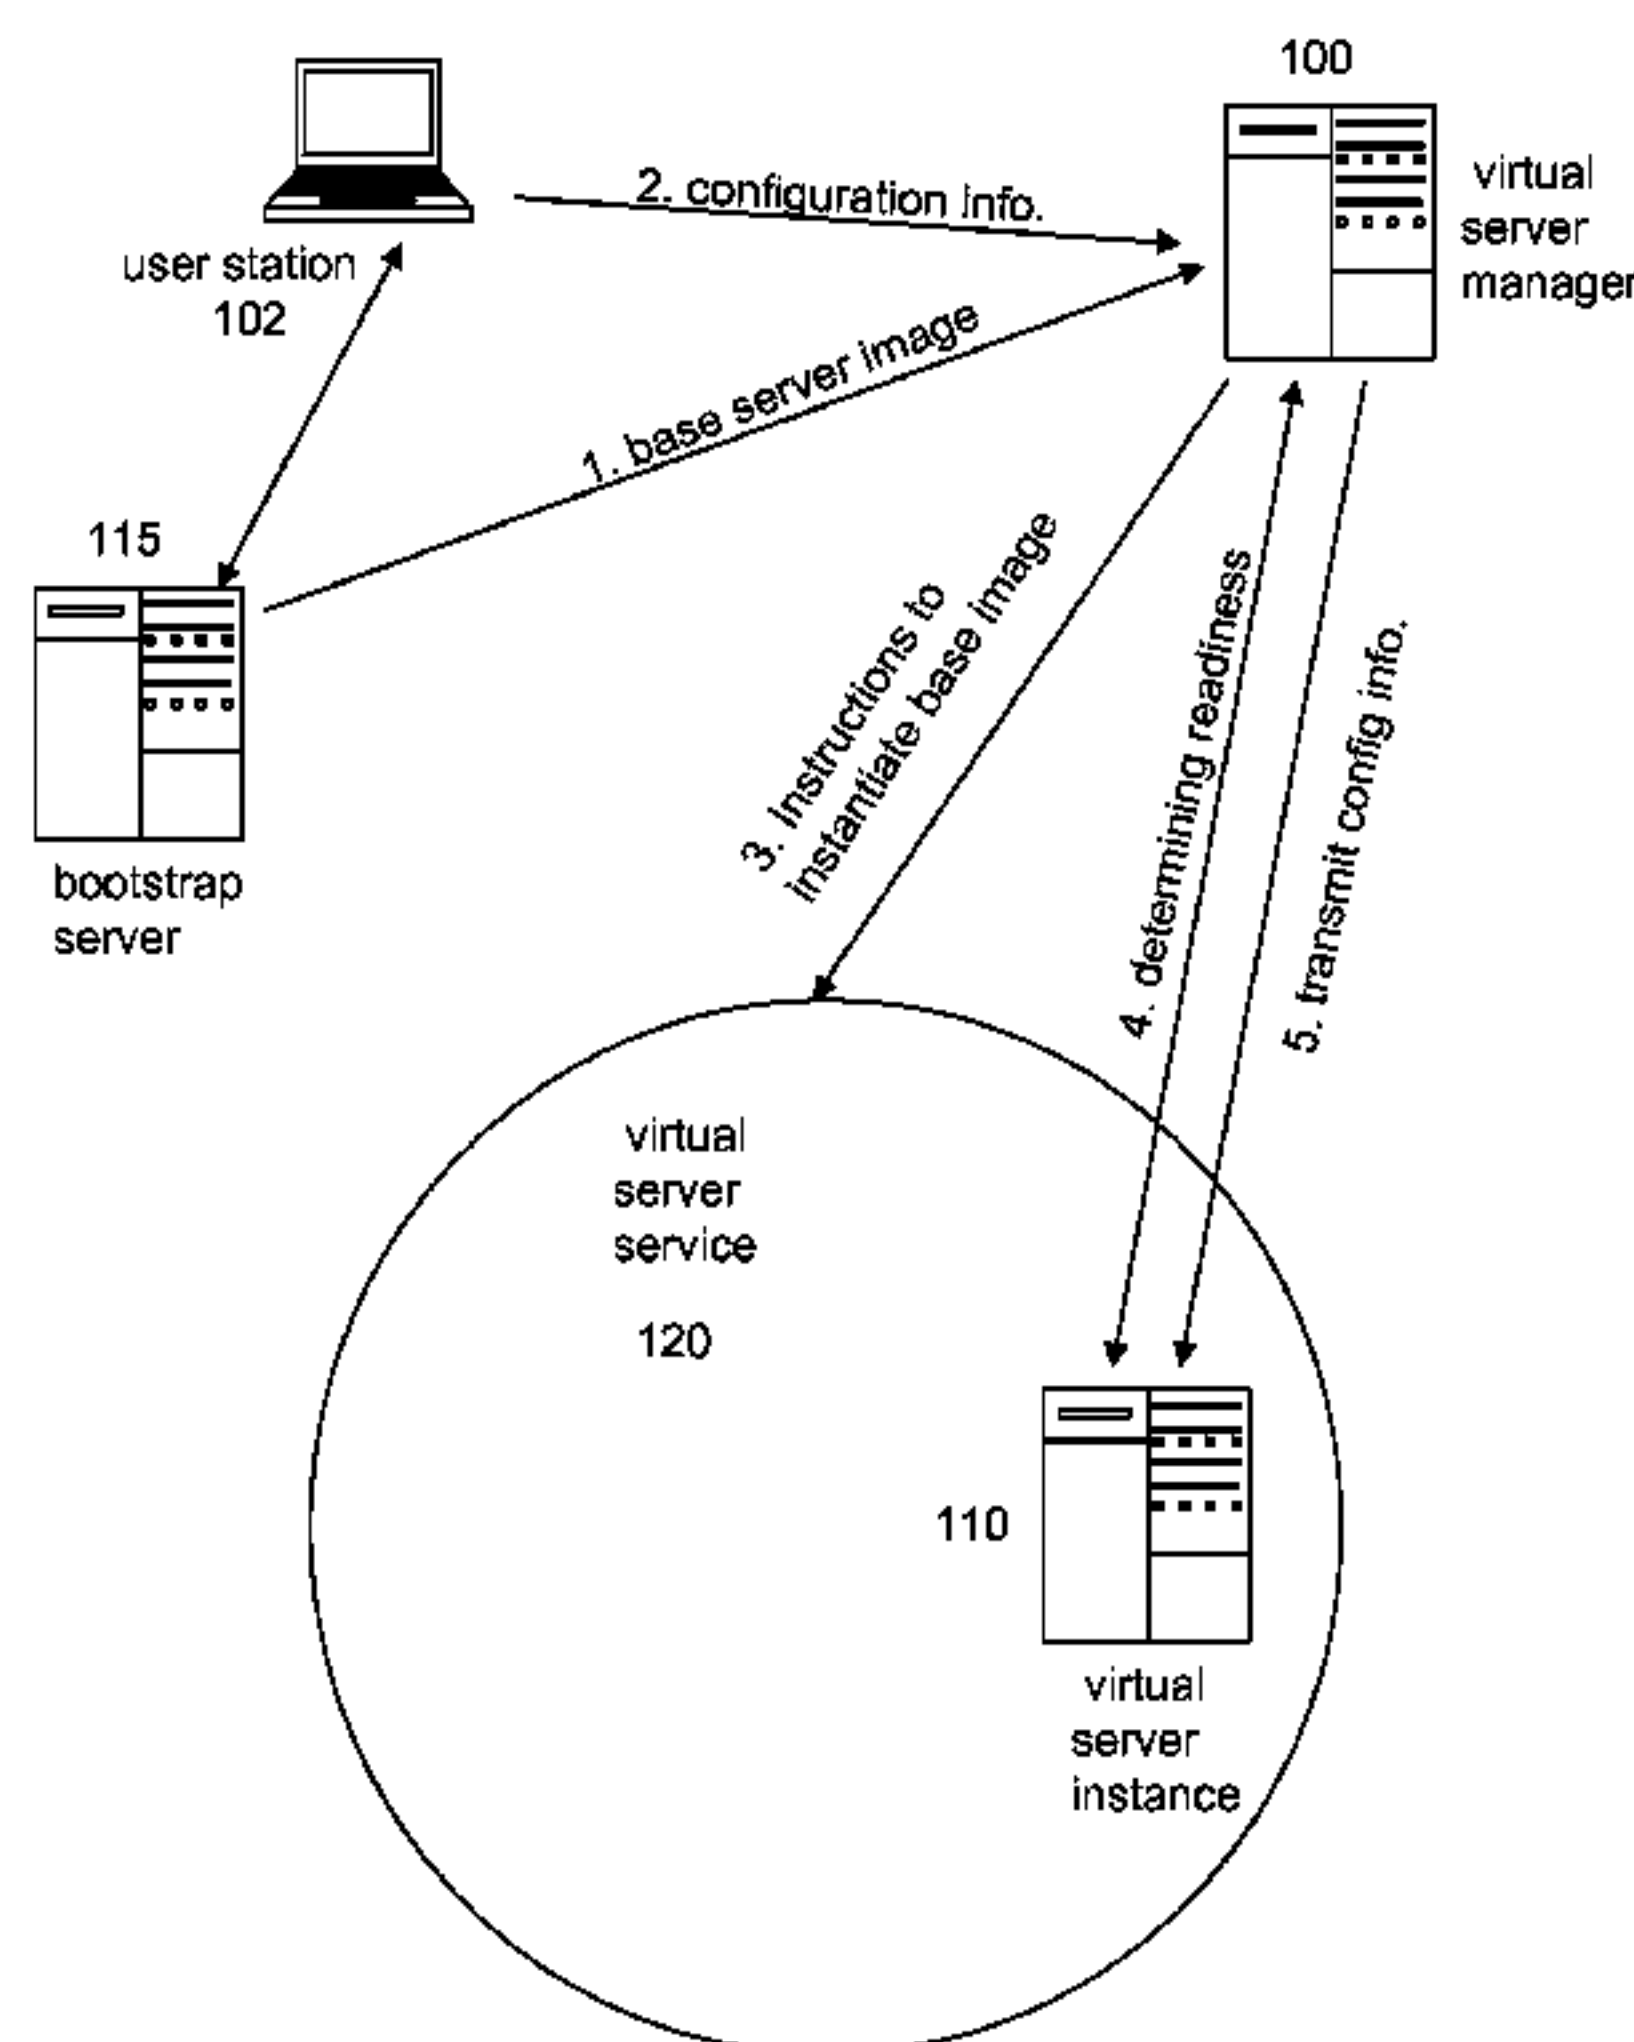 100
virtual
server
manager
2. configuration info.
user station
102
1. base server image
115
bootstrap
server
3. instructions to
instantiate base image
4. determining readiness
5. transmit config info.
virtual
server
service
120
110
virtual
server
instance